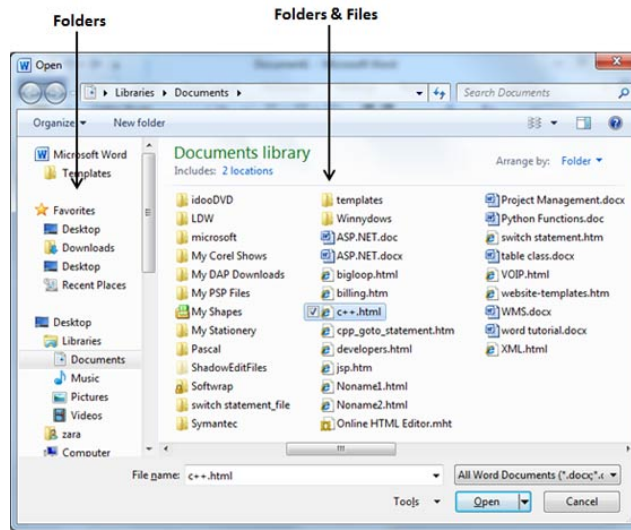 Folders
Folders & Files
Open
Libraries ▸ Documents ▸
Search Documents
Organize ▾ New folder
Microsoft Word
Templates
Favorites
Desktop
Downloads
Desktop
Recent Places
Desktop
Libraries
Documents
Music
Pictures
Videos
zara
Computer
Documents library
Includes: 2 locations
Arrange by: Folder ▾
idooDVD
LDW
microsoft
My Corel Shows
My DAP Downloads
My PSP Files
My Shapes
My Stationery
Pascal
ShadowEditFiles
Softwrap
switch statement_file
Symantec
templates
Winnydows
ASP.NET.doc
ASP.NET.docx
bigloop.html
billing.htm
c++.html
cpp_goto_statement.htm
developers.html
jsp.htm
Noname1.html
Noname2.html
Online HTML Editor.mht
Project Management.docx
Python Functions.doc
switch statement.htm
table class.docx
VOIP.html
website-templates.htm
WMS.docx
word tutorial.docx
XML.html
File name: c++.html
All Word Documents (*.docx;*.c
Tools ▾ Open Cancel